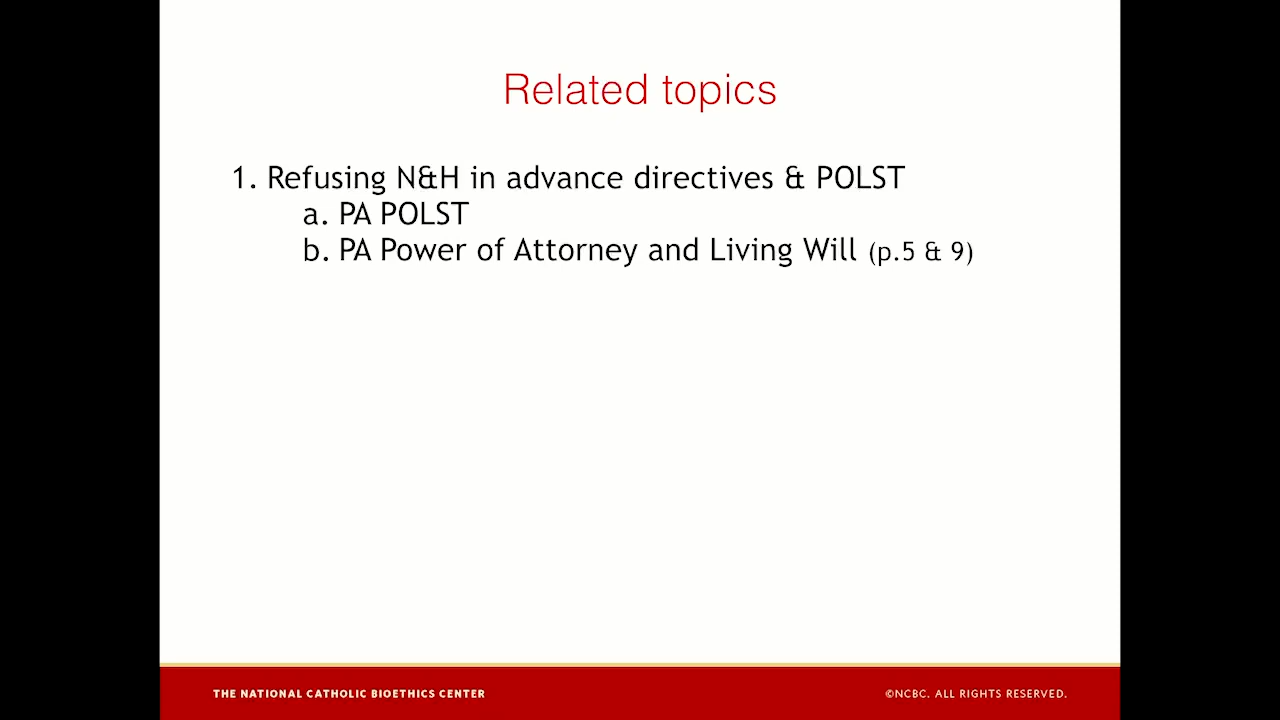 Related topics
1. Refusing N&H in advance directives & POLST
a. PA POLST
b. PA Power of Attorney and Living Will (p.5 & 9)
THE NATIONAL CATHOLIC BIOETHICS CENTER
©NCBC. ALL RIGHTS RESERVED.